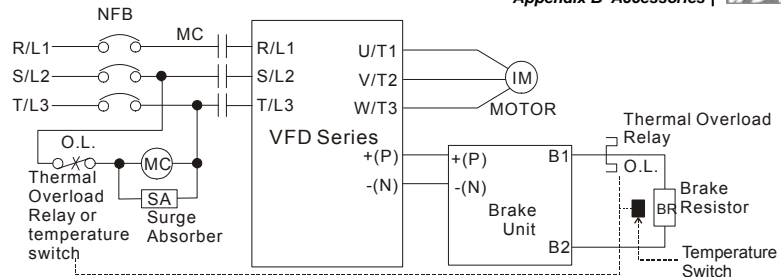 Appendix B Accessories |
NFB
MC
R/L1
S/L2
T/L3
R/L1
S/L2
T/L3
U/T1
V/T2
W/T3
IM
MOTOR
VFD Series
+(P)
-(N)
+(P)
-(N)
B1
B2
Brake
Unit
Thermal Overload
Relay
O.L.
BR
Brake
Resistor
Temperature
Switch
O.L.
MC
SA
Thermal
Overload
Relay or
temperature
switch
Surge
Absorber